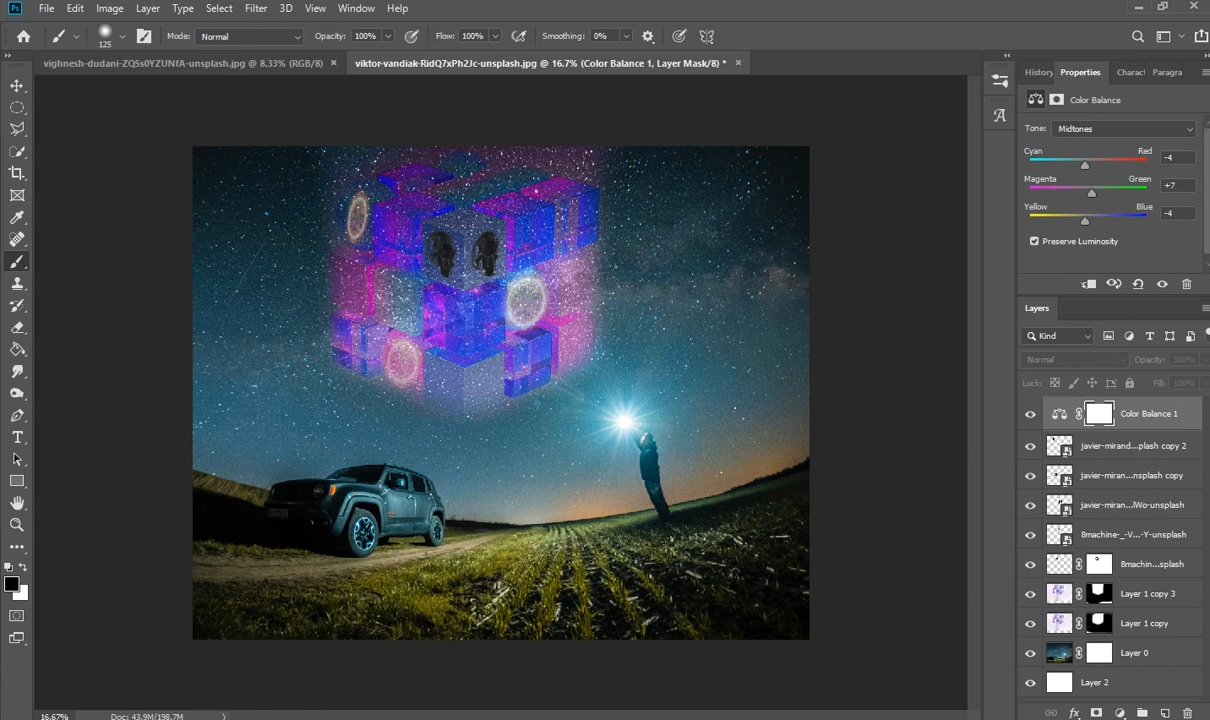 Ps File Edit Image Layer Type Select Filter 3D View Window Help
125 Mode: Normal Opacity: 100% Flow: 100% Smoothing: 0%
vighnesh-dudani-ZQSs0YZUNfA-unsplash.jpg @ 8.33% (RGB/8) × viktor-vandiak-RidQ7xPh2Jc-unsplash.jpg @ 16.7% (Color Balance 1, Layer Mask/8) * ×
History Properties Charact Paragra
Color Balance
Tone: Midtones
Cyan Red -4
Magenta Green +7
Yellow Blue -4
Preserve Luminosity
Layers
Kind
Normal Opacity: 100%
Lock: Fill: 100%
Color Balance 1
javier-mirand...plash copy 2
javier-miran...nsplash copy
javier-miran...lWo-unsplash
8machine-_-V...-Y-unsplash
8machin...splash
Layer 1 copy 3
Layer 1 copy
Layer 0
Layer 2
fx
16.67% Doc: 43.9M/198.7M